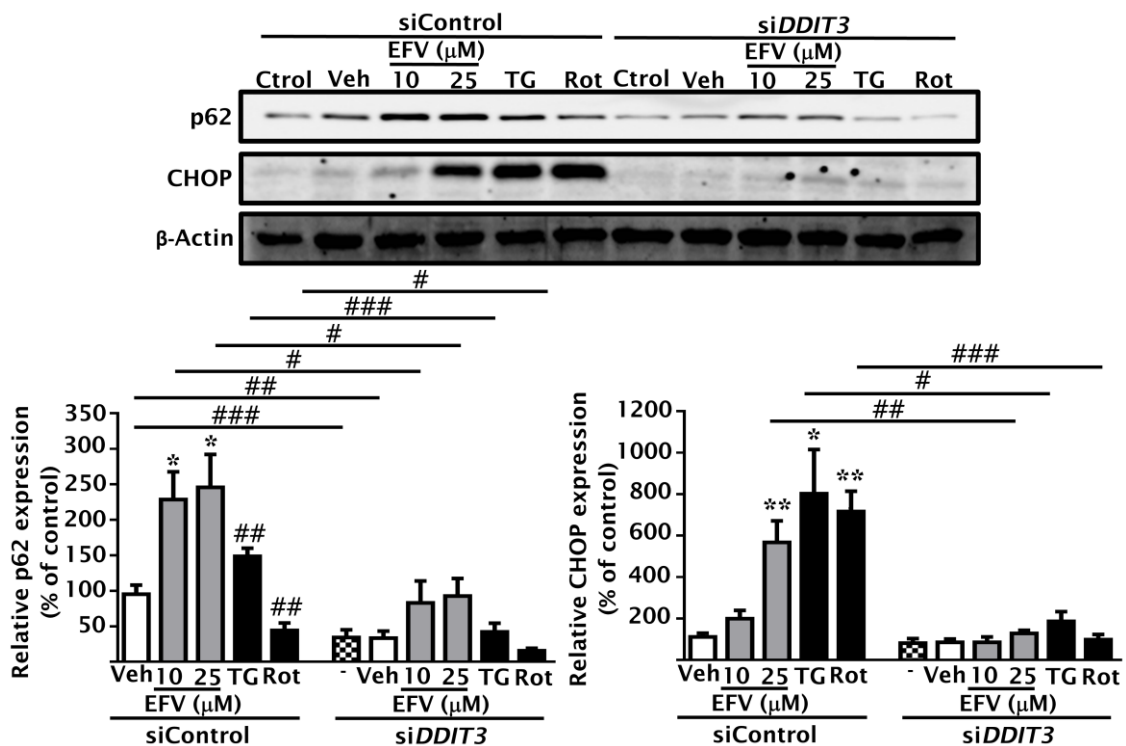 siControl siDDIT3
EFV (μM) EFV (μM)
Ctrol Veh 10 25 TG Rot Ctrol Veh 10 25 TG Rot
p62
CHOP
β-Actin
#
###
#
#
##
###
Relative p62 expression
(% of control)
350
300
250
200
150
100
50
* * ## ##
Veh 10 25 TG Rot - Veh 10 25 TG Rot
EFV (μM) EFV (μM)
siControl siDDIT3
###
#
##
Relative CHOP expression
(% of control)
1200
1000
800
600
400
200
** * **
Veh 10 25 TG Rot - Veh 10 25 TG Rot
EFV (μM) EFV (μM)
siControl siDDIT3